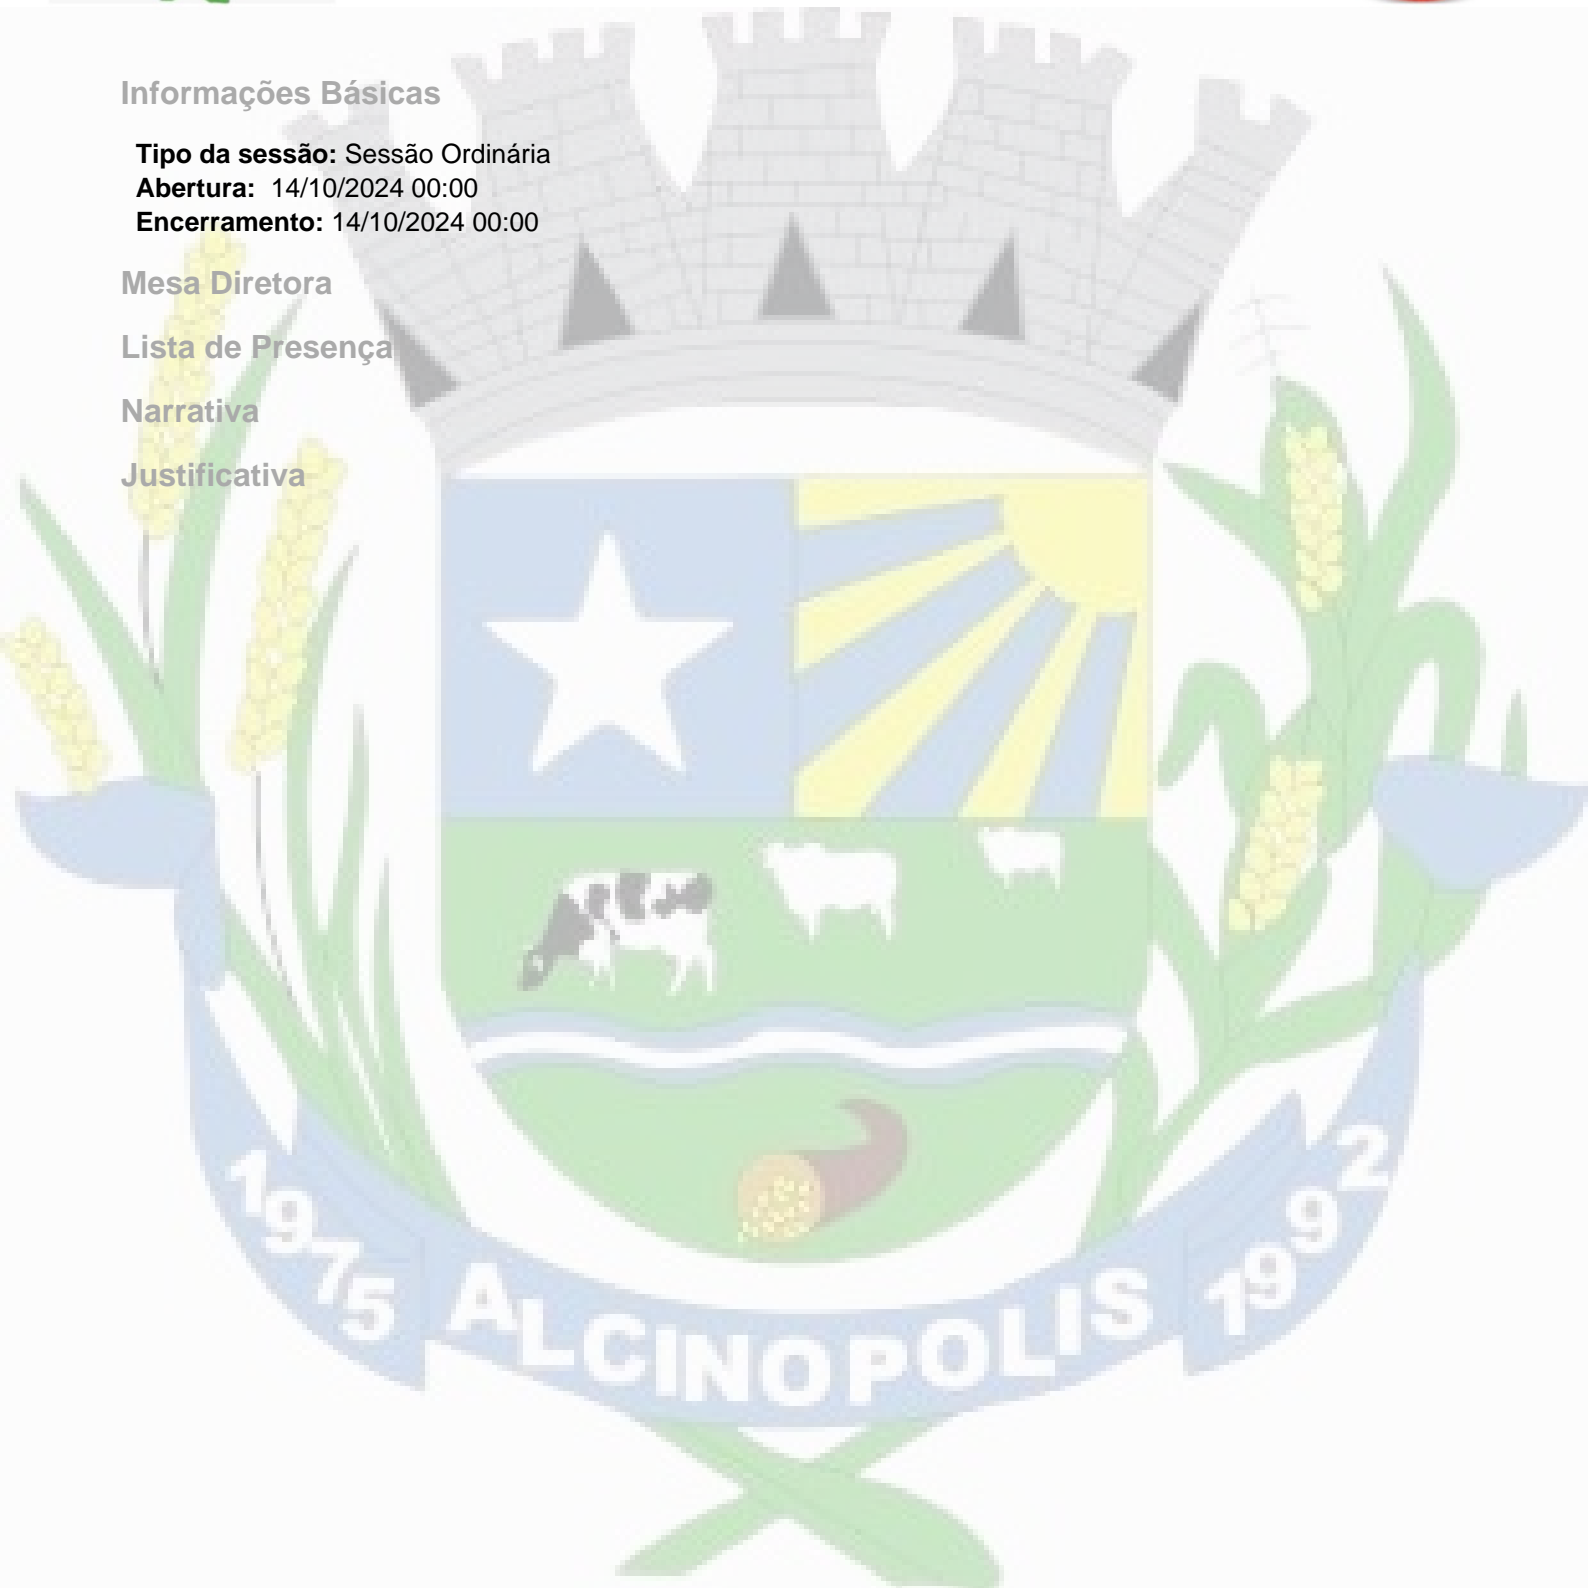 Informações Básicas
Tipo da sessão: Sessão Ordinária
Abertura: 14/10/2024 00:00
Encerramento: 14/10/2024 00:00
Mesa Diretora
Lista de Presença
Narrativa
Justificativa
1975 ALCINOPOLIS 1992